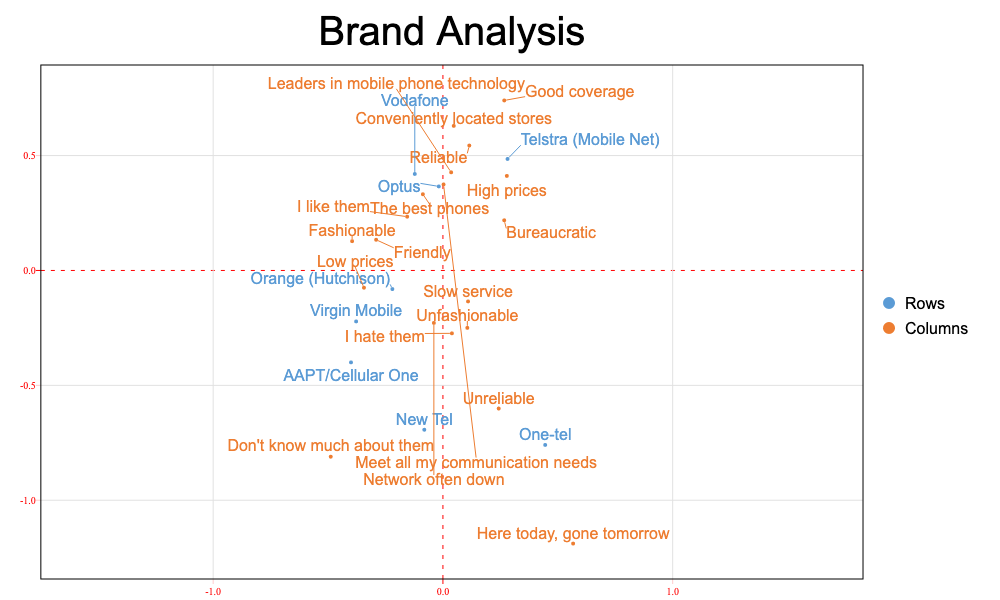 Brand Analysis
Leaders in mobile phone technology
Good coverage
Vodafone
Conveniently located stores
Telstra (Mobile Net)
0.5
Reliable
Optus
High prices
I like them
The best phones
Fashionable
Bureaucratic
Friendly
Low prices
0.0
Orange (Hutchison)
Slow service
Rows
Virgin Mobile
Unfashionable
Columns
I hate them
AAPT/Cellular One
-0.5
Unreliable
New Tel
One-tel
Don't know much about them
Meet all my communication needs
Network often down
-1.0
Here today, gone tomorrow
-1.0
0.0
1.0